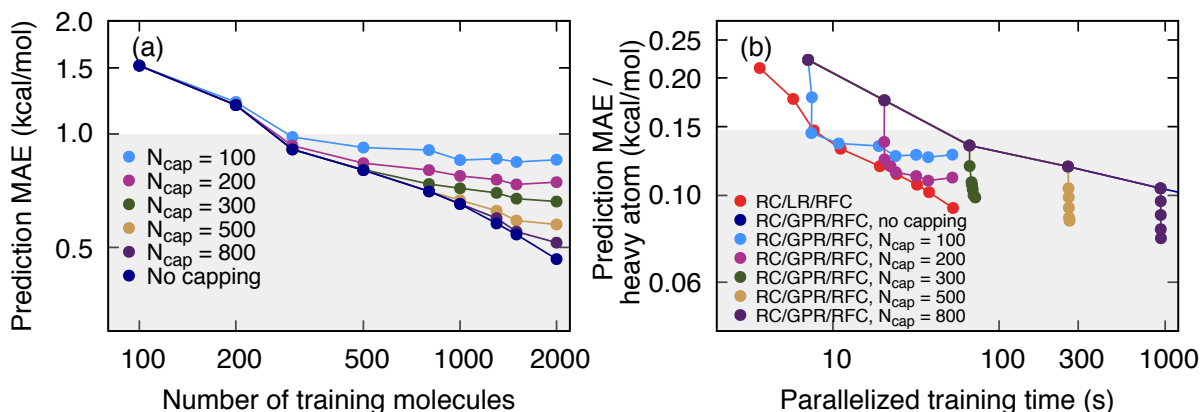 (a)
Prediction MAE (kcal/mol)
2.0
1.5
1.0
0.5
N_cap = 100
N_cap = 200
N_cap = 300
N_cap = 500
N_cap = 800
No capping
100 200 500 1000 2000
Number of training molecules
(b)
Prediction MAE /
heavy atom (kcal/mol)
0.25
0.20
0.15
0.10
0.06
RC/LR/RFC
RC/GPR/RFC, no capping
RC/GPR/RFC, N_cap = 100
RC/GPR/RFC, N_cap = 200
RC/GPR/RFC, N_cap = 300
RC/GPR/RFC, N_cap = 500
RC/GPR/RFC, N_cap = 800
10 100 300 1000
Parallelized training time (s)